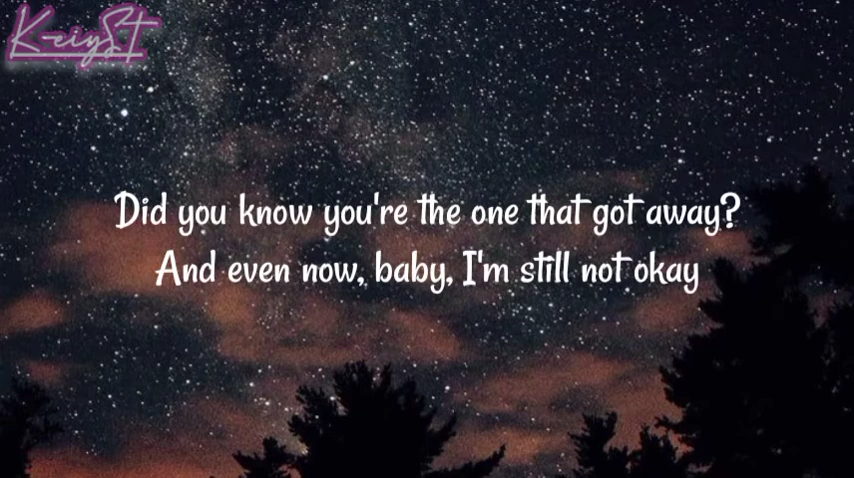 KeiySt
Did you know you're the one that got away?
And even now, baby, I'm still not okay